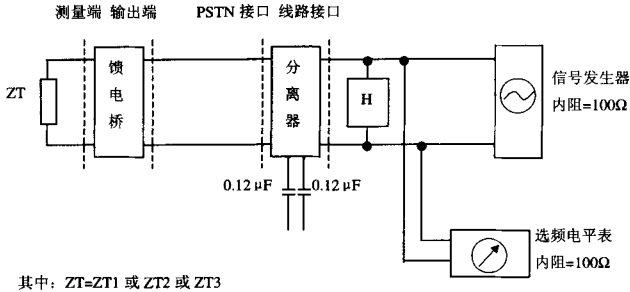 测量端 输出端 PSTN 接口 线路接口
ZT
馈电桥
分离器
H
信号发生器
内阻=100Ω
0.12 μF 0.12 μF
选频电平表
内阻=100Ω
其中：ZT=ZT1 或 ZT2 或 ZT3